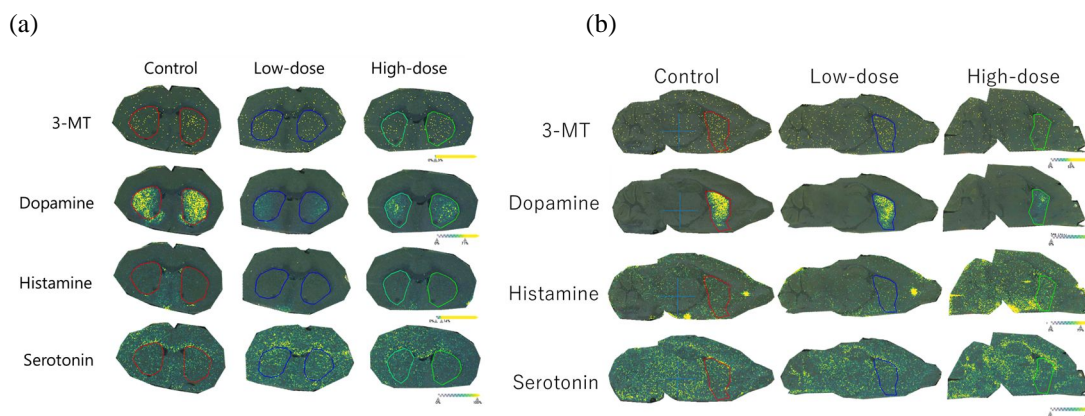 (a)
Control Low-dose High-dose
3-MT
Dopamine
Histamine
Serotonin
(b)
Control Low-dose High-dose
3-MT
Dopamine
Histamine
Serotonin